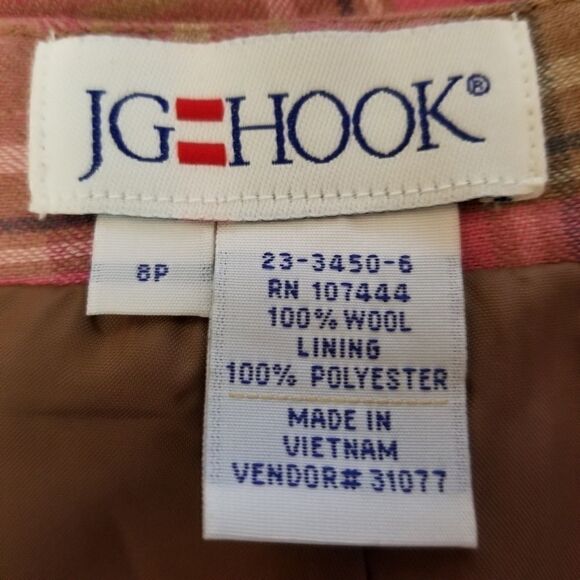 JG HOOK®
8P
23-3450-6
RN 107444
100% WOOL
LINING
100% POLYESTER
MADE IN
VIETNAM
VENDOR# 31077